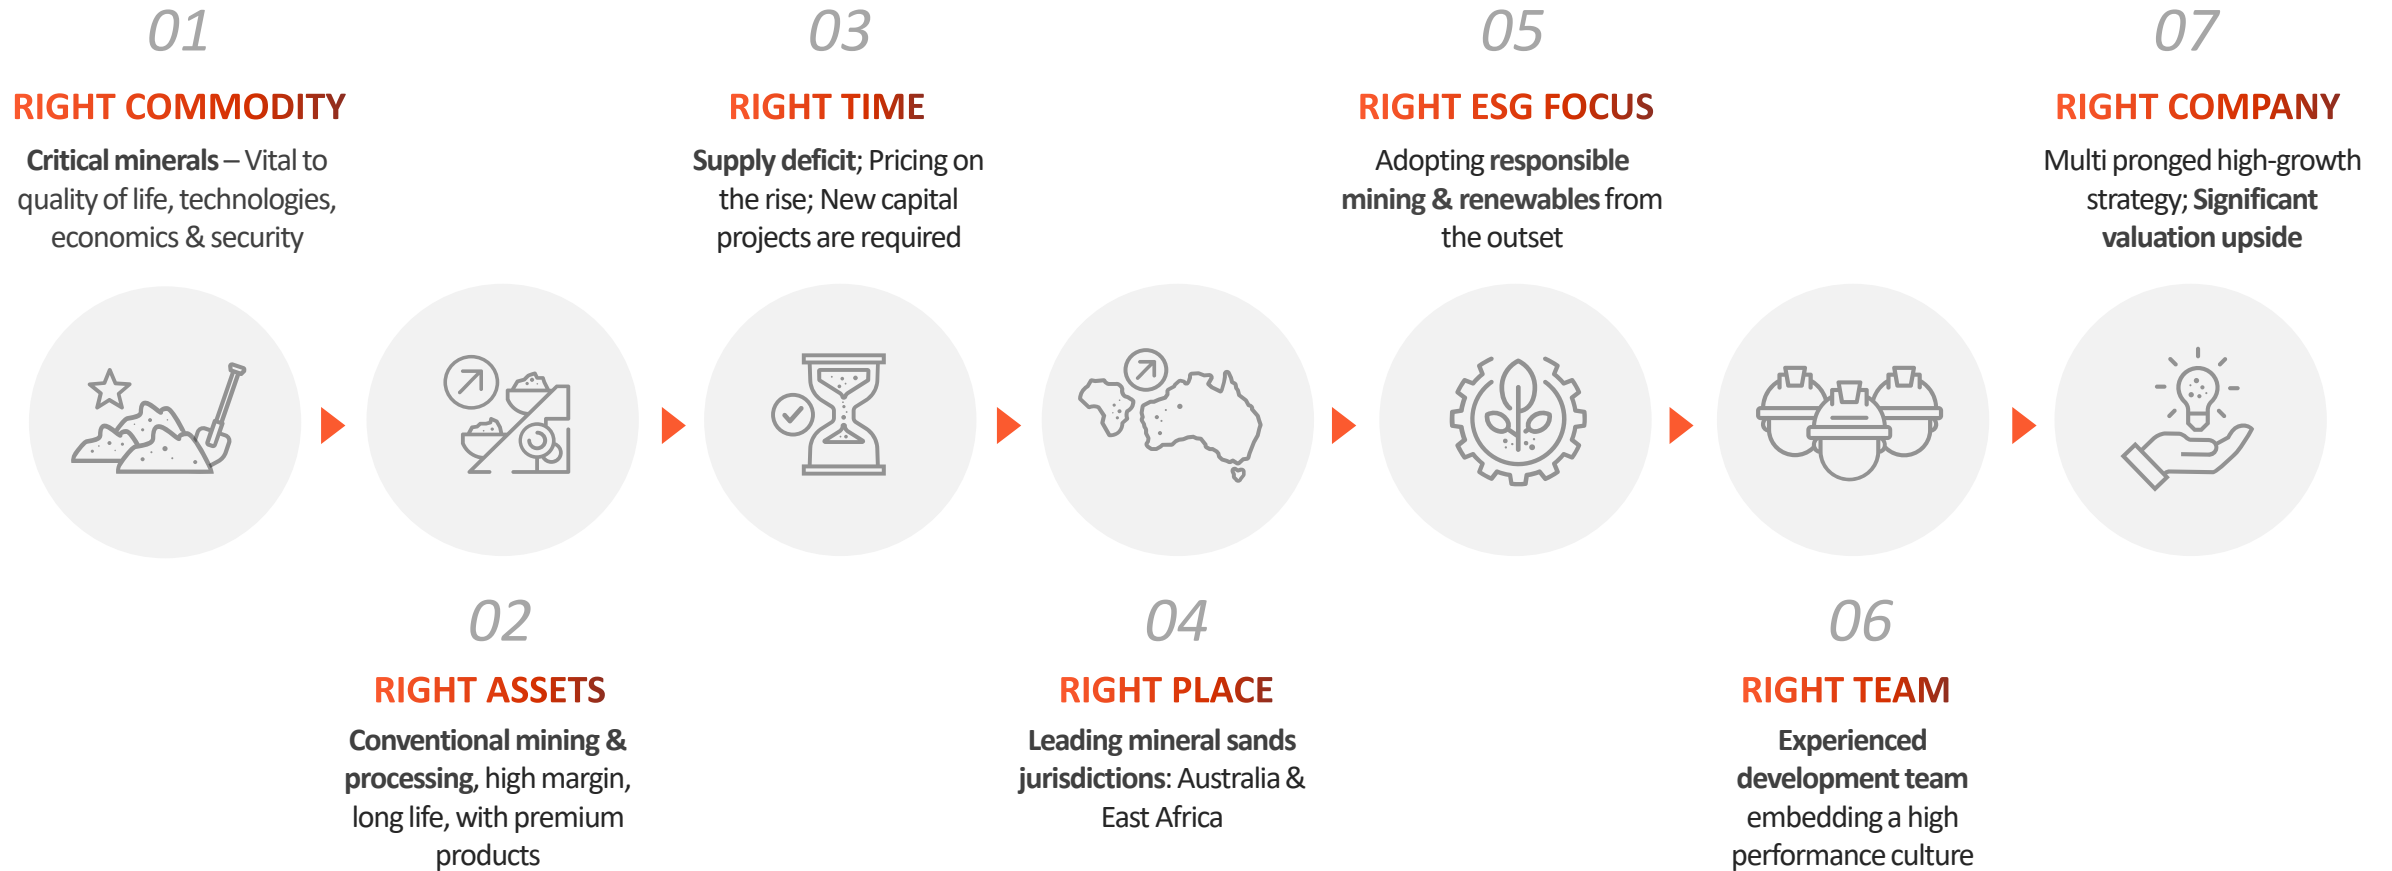 01
RIGHT COMMODITY
Critical minerals – Vital to
quality of life, technologies,
economics & security
02
RIGHT ASSETS
Conventional mining &
processing, high margin,
long life, with premium
products
03
RIGHT TIME
Supply deficit; Pricing on
the rise; New capital
projects are required
04
RIGHT PLACE
Leading mineral sands
jurisdictions: Australia &
East Africa
05
RIGHT ESG FOCUS
Adopting responsible
mining & renewables from
the outset
06
RIGHT TEAM
Experienced
development team
embedding a high
performance culture
07
RIGHT COMPANY
Multi pronged high-growth
strategy; Significant
valuation upside